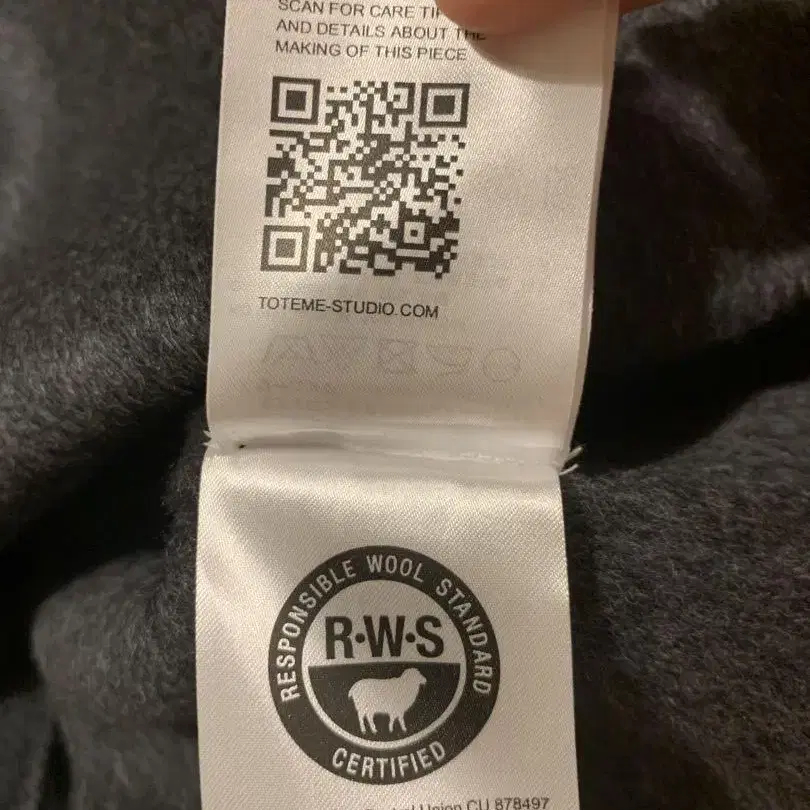 SCAN FOR CARE
AND DETAILS ABOUT THE
MAKING OF THIS PIECE
TOTEME-STUDIO.COM
RESPONSIBLE WOOL STANDARD
R·W·S
CERTIFIED
Union CU 878497